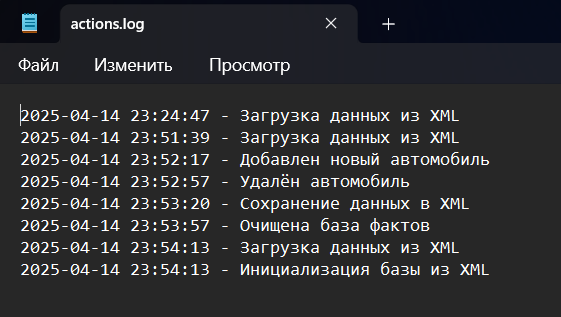 actions.log
Файл Изменить Просмотр
2025-04-14 23:24:47 - Загрузка данных из XML
2025-04-14 23:51:39 - Загрузка данных из XML
2025-04-14 23:52:17 - Добавлен новый автомобиль
2025-04-14 23:52:57 - Удалён автомобиль
2025-04-14 23:53:20 - Сохранение данных в XML
2025-04-14 23:53:57 - Очищена база фактов
2025-04-14 23:54:13 - Загрузка данных из XML
2025-04-14 23:54:13 - Инициализация базы из XML